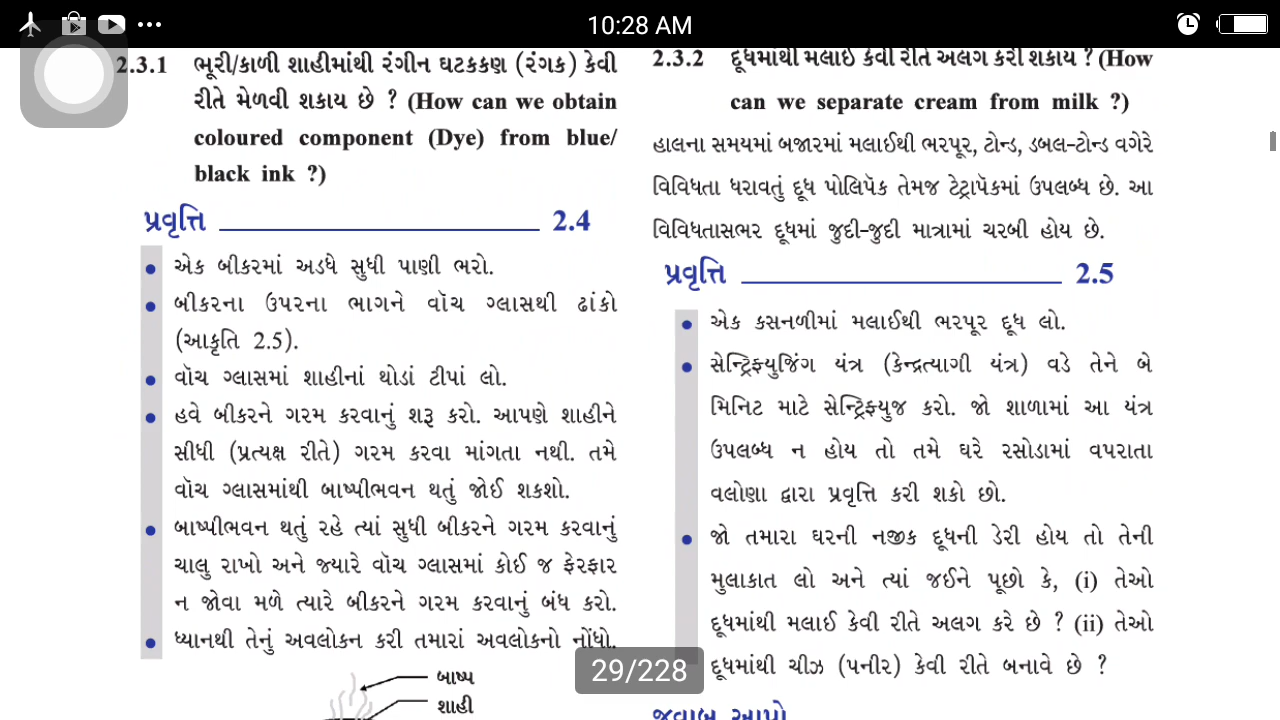 10:28 AM
2.3.1 ભૂરી/કાળી શાહીમાંથી રંગીન ઘટકકણ (રંગક) કેવી
રીતે મેળવી શકાય છે ? (How can we obtain
coloured component (Dye) from blue/
black ink ?)
પ્રવૃત્તિ 2.4
• એક બીકરમાં અડધે સુધી પાણી ભરો.
• બીકરના ઉપરના ભાગને વૉચ ગ્લાસથી ઢાંકો
(આકૃતિ 2.5).
• વૉચ ગ્લાસમાં શાહીનાં થોડાં ટીપાં લો.
• હવે બીકરને ગરમ કરવાનું શરૂ કરો. આપણે શાહીને
સીધી (પ્રત્યક્ષ રીતે) ગરમ કરવા માંગતા નથી. તમે
વૉચ ગ્લાસમાંથી બાષ્પીભવન થતું જોઈ શકશો.
• બાષ્પીભવન થતું રહે ત્યાં સુધી બીકરને ગરમ કરવાનું
ચાલુ રાખો અને જ્યારે વૉચ ગ્લાસમાં કોઈ જ ફેરફાર
ન જોવા મળે ત્યારે બીકરને ગરમ કરવાનું બંધ કરો.
• ધ્યાનથી તેનું અવલોકન કરી તમારાં અવલોકનો નોંધો.
બાષ્પ
શાહી
2.3.2 દૂધમાંથી મલાઈ કેવી રીતે અલગ કરી શકાય ? (How
can we separate cream from milk ?)
હાલના સમયમાં બજારમાં મલાઈથી ભરપૂર, ટોન્ડ, ડબલ-ટોન્ડ વગેરે
વિવિધતા ધરાવતું દૂધ પોલિપૅક તેમજ ટેટ્રાપૅકમાં ઉપલબ્ધ છે. આ
વિવિધતાસભર દૂધમાં જુદી-જુદી માત્રામાં ચરબી હોય છે.
પ્રવૃત્તિ 2.5
• એક કસનળીમાં મલાઈથી ભરપૂર દૂધ લો.
• સેન્ટ્રિફ્યુજિંગ યંત્ર (કેન્દ્રત્યાગી યંત્ર) વડે તેને બે
મિનિટ માટે સેન્ટ્રિફ્યુજ કરો. જો શાળામાં આ યંત્ર
ઉપલબ્ધ ન હોય તો તમે ઘરે રસોડામાં વપરાતા
વલોણા દ્વારા પ્રવૃત્તિ કરી શકો છો.
• જો તમારા ઘરની નજીક દૂધની ડેરી હોય તો તેની
મુલાકાત લો અને ત્યાં જઈને પૂછો કે, (i) તેઓ
દૂધમાંથી મલાઈ કેવી રીતે અલગ કરે છે ? (ii) તેઓ
દૂધમાંથી ચીઝ (પનીર) કેવી રીતે બનાવે છે ?
જવાબ આપો
29/228